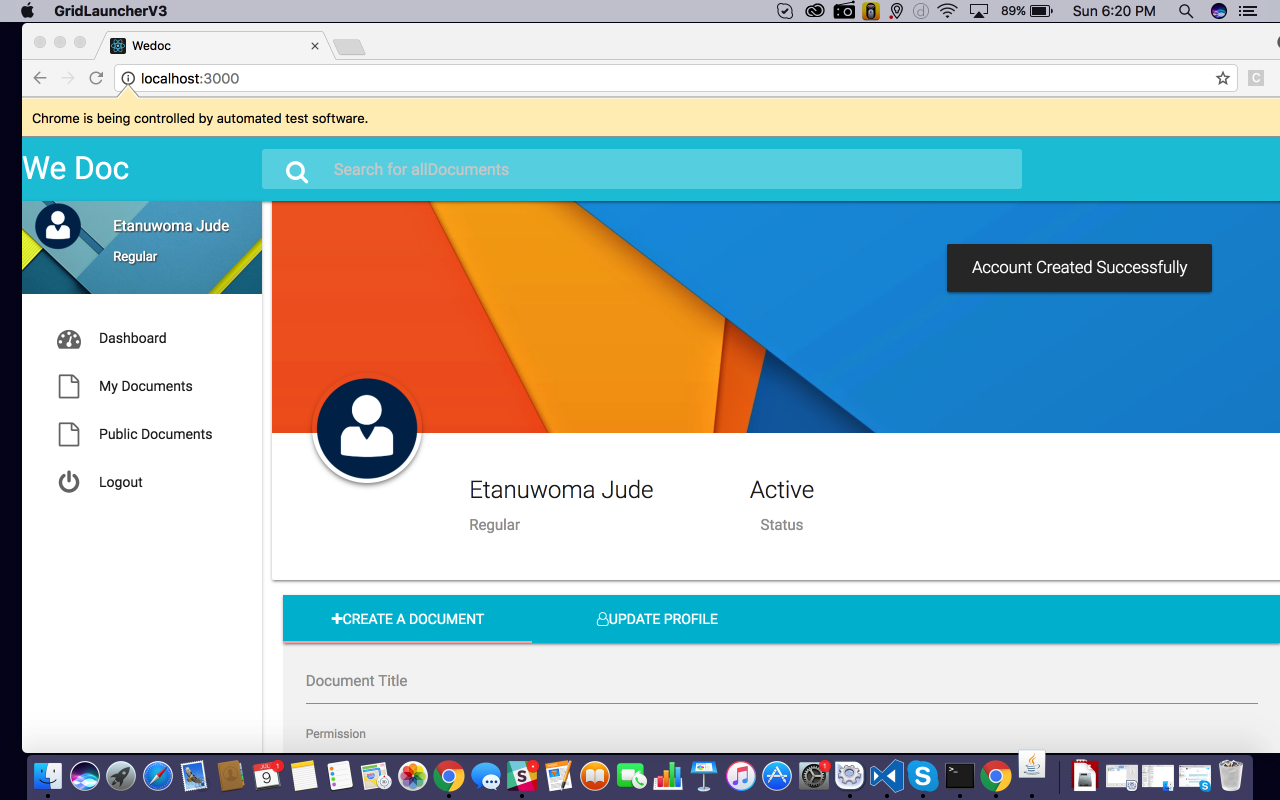 GridLauncherV3
89%
Sun 6:20 PM
Wedoc
localhost:3000
C
Chrome is being controlled by automated test software.
We Doc
Search for allDocuments
Etanuwoma Jude
Regular
Account Created Successfully
Dashboard
My Documents
Public Documents
Logout
Etanuwoma Jude
Active
Regular
Status
CREATE A DOCUMENT
UPDATE PROFILE
Document Title
Permission
JUL
9